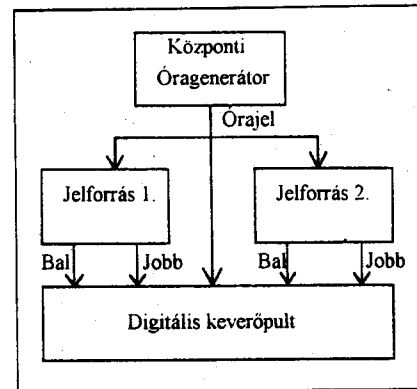 Központi
Óragenerátor
Órajel
Jelforrás 1.
Jelforrás 2.
Bal
Jobb
Bal
Jobb
Digitális keverőpult